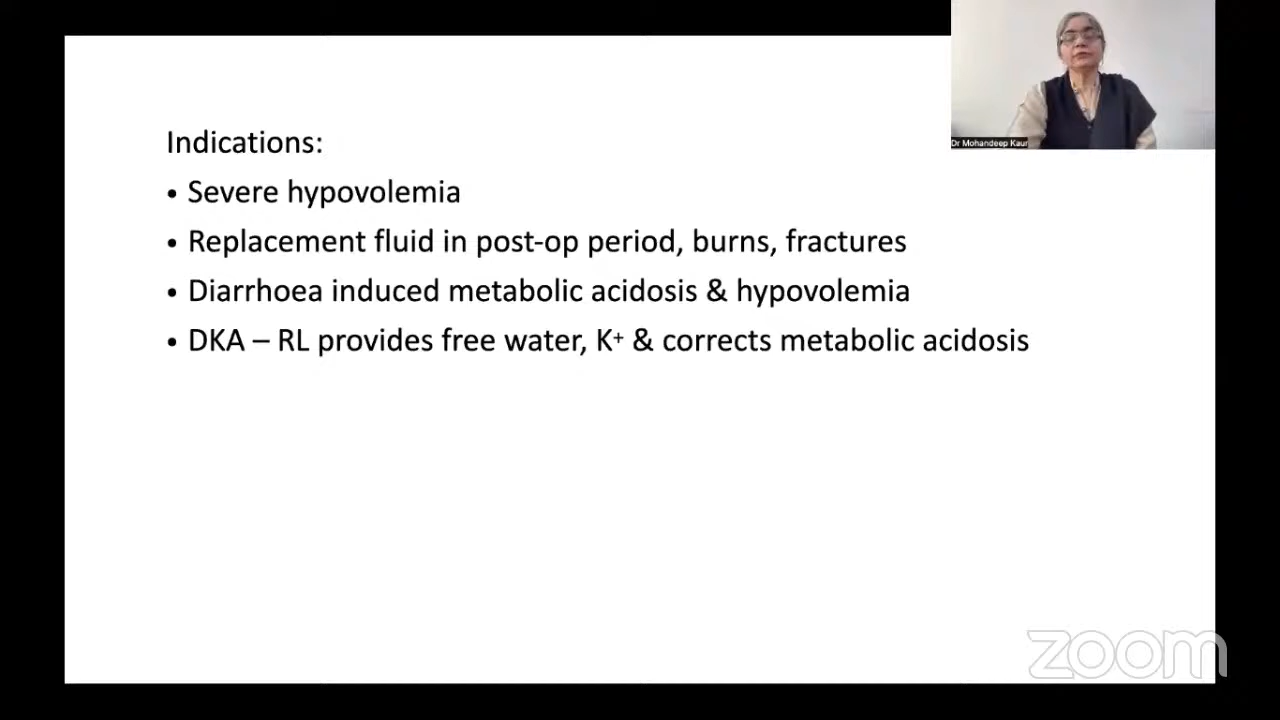 Indications:
• Severe hypovolemia
• Replacement fluid in post-op period, burns, fractures
• Diarrhoea induced metabolic acidosis & hypovolemia
• DKA – RL provides free water, K⁺ & corrects metabolic acidosis
Dr Mohandeep Kaur
zoom